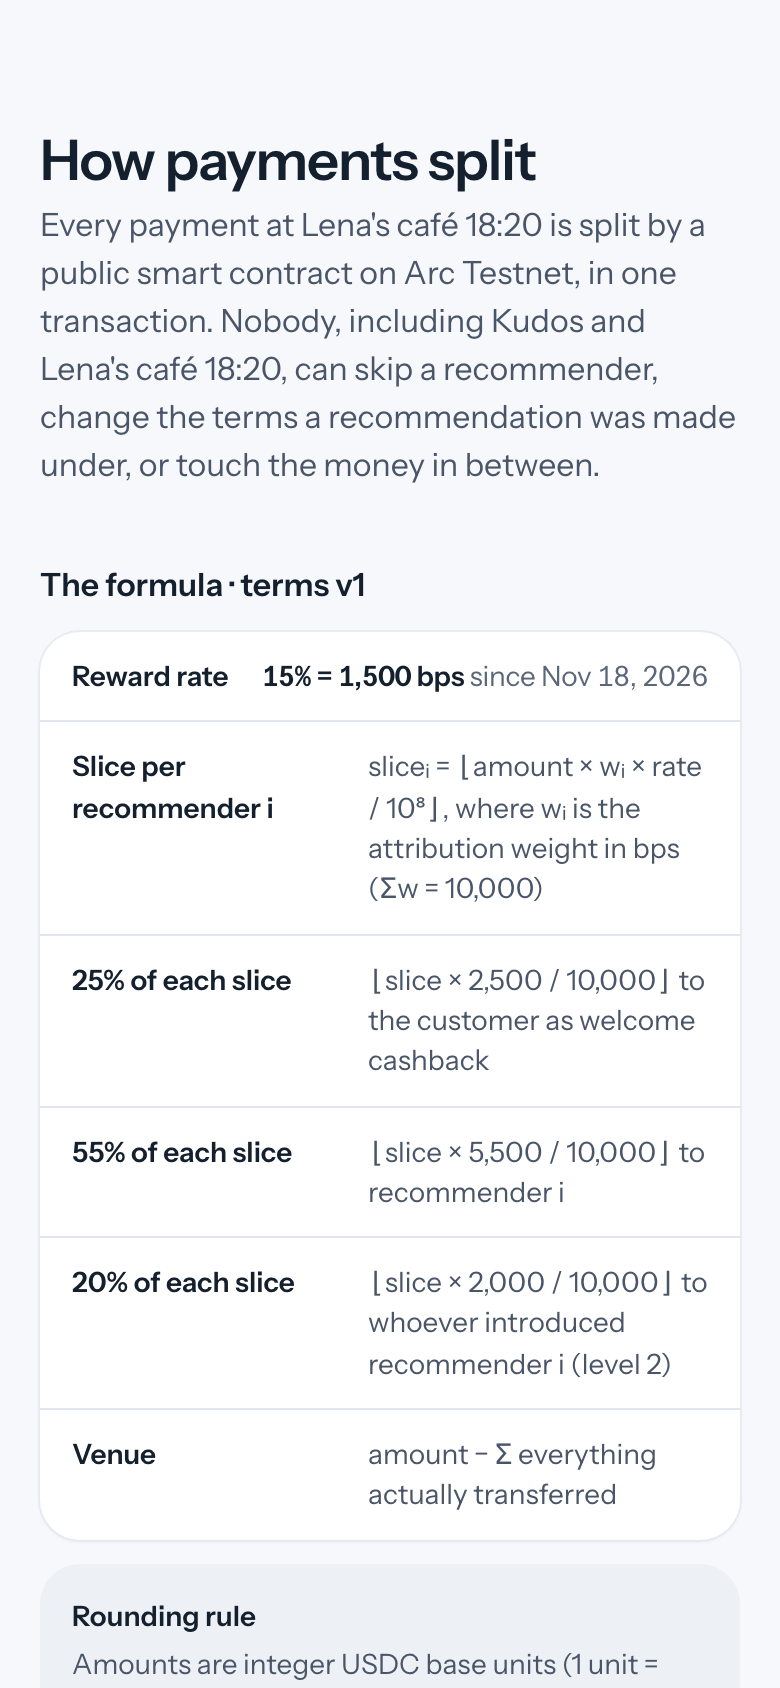 How payments split
Every payment at Lena's café 18:20 is split by a
public smart contract on Arc Testnet, in one
transaction. Nobody, including Kudos and
Lena's café 18:20, can skip a recommender,
change the terms a recommendation was made
under, or touch the money in between.
The formula · terms v1
Reward rate 15% = 1,500 bps since Nov 18, 2026
Slice per
recommender i
sliceᵢ = ⌊amount × wᵢ × rate
/ 10⁸⌋, where wᵢ is the
attribution weight in bps
(Σw = 10,000)
25% of each slice
⌊slice × 2,500 / 10,000⌋ to
the customer as welcome
cashback
55% of each slice
⌊slice × 5,500 / 10,000⌋ to
recommender i
20% of each slice
⌊slice × 2,000 / 10,000⌋ to
whoever introduced
recommender i (level 2)
Venue
amount − Σ everything
actually transferred
Rounding rule
Amounts are integer USDC base units (1 unit =